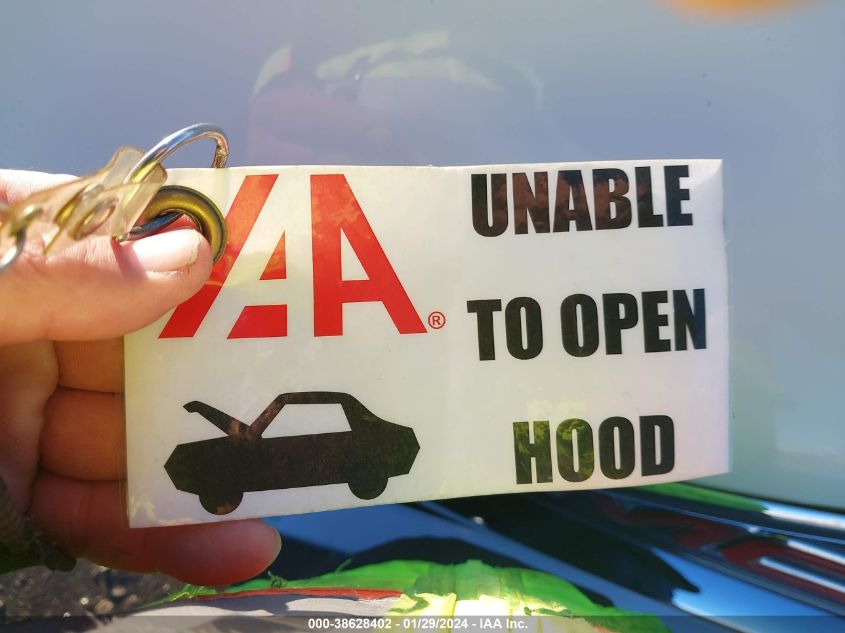 IAA®
UNABLE
TO OPEN
HOOD
000-38628402 - 01/29/2024 - IAA Inc.